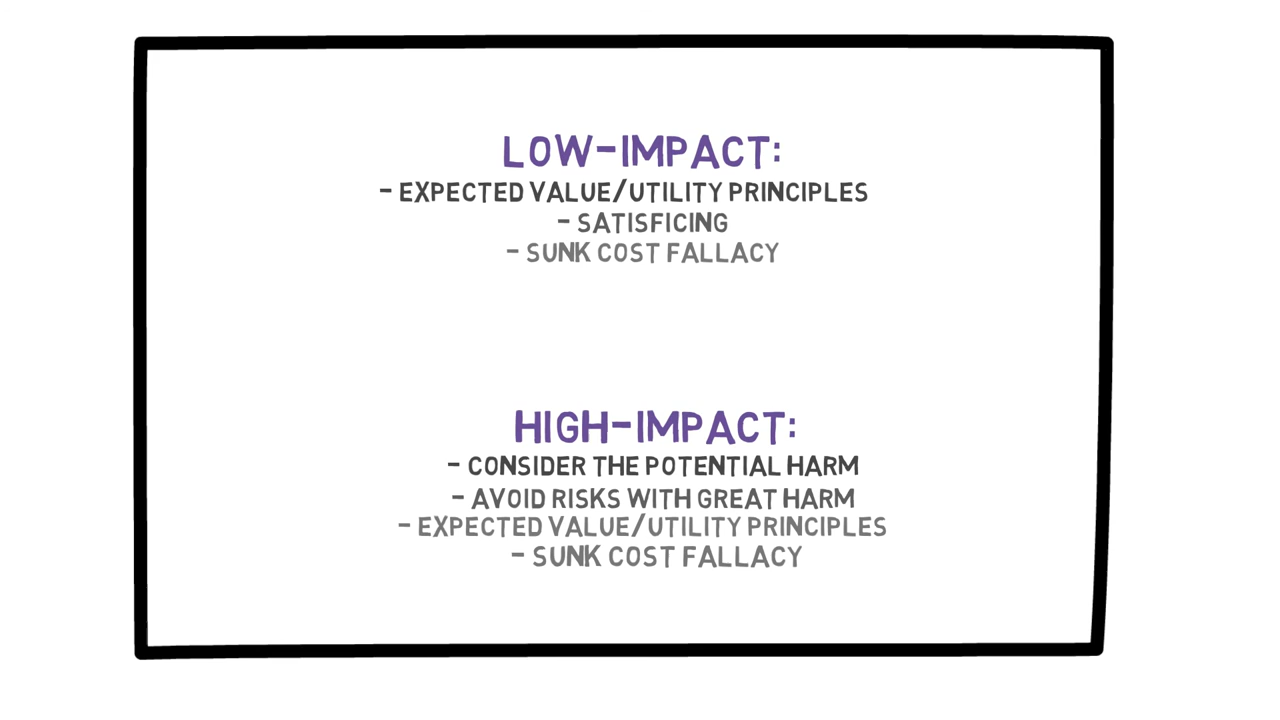 LOW-IMPACT:
- EXPECTED VALUE/UTILITY PRINCIPLES
- SATISFICING
- SUNK COST FALLACY
HIGH-IMPACT:
- CONSIDER THE POTENTIAL HARM
- AVOID RISKS WITH GREAT HARM
- EXPECTED VALUE/UTILITY PRINCIPLES
- SUNK COST FALLACY